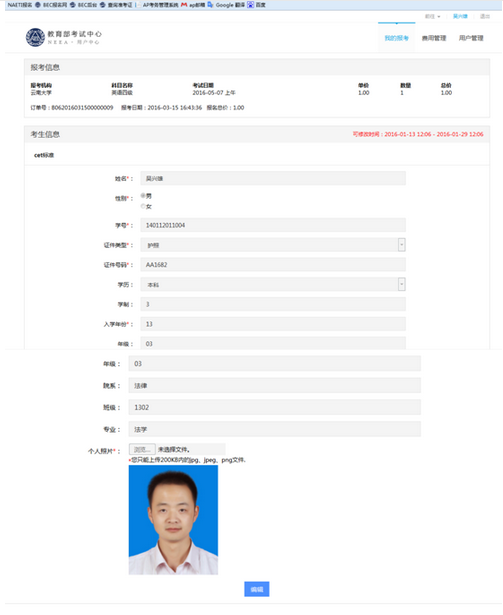 NAETI报名 BEC报名网 BEC后台 查询准考证 | AP考务管理系统 ap邮箱 Google 翻译 百度
吴兴雄 退出
教育部考试中心
NEEA·用户中心
我的报考 费用管理 用户管理
报考信息
报考机构 科目名称 考试日期 单价 数量 总价
云南大学 英语四级 2016-05-07 上午 1.00 1 1.00
订单号：8062016031500000009 报考日期：2016-03-15 16:43:36 报名总价：1.00
考生信息 可修改时间：2016-01-13 12:06 - 2016-01-29 12:06
cet标准
姓名*： 吴兴雄
性别*： 男
女
学号*： 140112011004
证件类型*： 护照
证件号码*： AA1682
学历： 本科
学制： 3
入学年份*： 13
年级： 03
年级： 03
院系： 法律
班级： 1302
专业： 法学
个人照片*： 浏览... 未选择文件。
*您只能上传200KB内的jpg、jpeg、png文件.
编辑